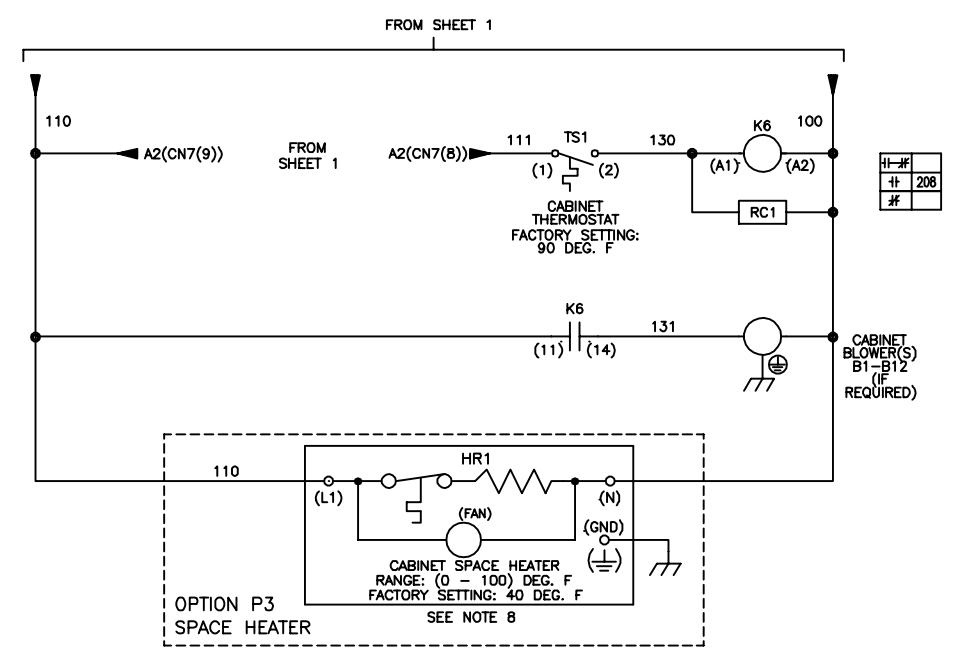 FROM SHEET 1
110
100
A2(CN7(9))
FROM
SHEET 1
A2(CN7(8))
111
TS1
(1)
(2)
130
K6
(A1)
(A2)
RC1
208
CABINET
THERMOSTAT
FACTORY SETTING:
90 DEG. F
K6
(11)
(14)
131
CABINET
BLOWER(S)
B1-B12
(IF
REQUIRED)
110
HR1
(L1)
(N)
(FAN)
(GND)
CABINET SPACE HEATER
RANGE: (0 - 100) DEG. F
FACTORY SETTING: 40 DEG. F
SEE NOTE 8
OPTION P3
SPACE HEATER